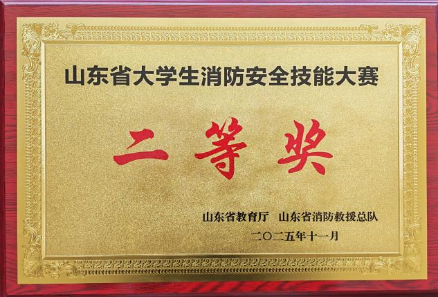 山东省大学生消防安全技能大赛
二等奖
山东省教育厅 山东省消防救援总队
二〇二五年十一月